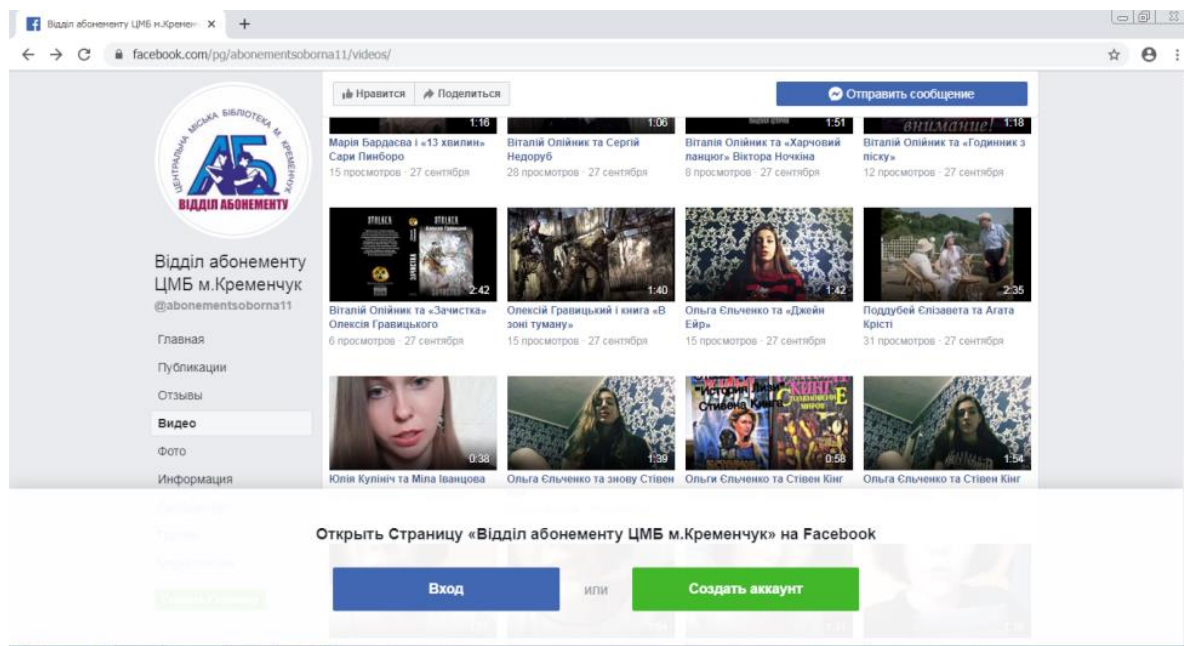 Відділ абонементу ЦМБ м.Кремен
facebook.com/pg/abonementsoborna11/videos/
ЦЕНТРАЛЬНА МІСЬКА БІБЛІОТЕКА М. КРЕМЕНЧУК
АБ
ВІДДІЛ АБОНЕМЕНТУ
Відділ абонементу
ЦМБ м.Кременчук
@abonementsoborna11
Главная
Публикации
Отзывы
Видео
Фото
Информация
Нравится
Поделиться
Отправить сообщение
1:16
Марія Бардаєва і «13 хвилин»
Сари Пинборо
15 просмотров · 27 сентября
1:06
Віталій Олійник та Сергій
Недоруб
28 просмотров · 27 сентября
1:51
Віталія Олійник та «Харчовий
ланцюг» Віктора Ночкіна
8 просмотров · 27 сентября
внимание!
1:18
Віталій Олійник та «Годинник з
піску»
12 просмотров · 27 сентября
ЗАЧИСТКА
2:42
Віталій Олійник та «Зачистка»
Олексія Гравицького
6 просмотров · 27 сентября
1:40
Олексій Гравицький і книга «В
зоні туману»
15 просмотров · 27 сентября
1:42
Ольга Єльченко та «Джейн
Ейр»
15 просмотров · 27 сентября
2:35
Поддубей Єлізавета та Агата
Крісті
31 просмотров · 27 сентября
0:38
Юлія Кулініч та Міла Іванцова
1:39
Ольга Єльченко та знову Стівен
"История Лизи"
Стивена Кинга
КИНГ
0:58
Ольги Єльченко та Стівен Кінг
1:54
Ольга Єльченко та Стівен Кінг
Открыть Страницу «Відділ абонементу ЦМБ м.Кременчук» на Facebook
Вход
или
Создать аккаунт